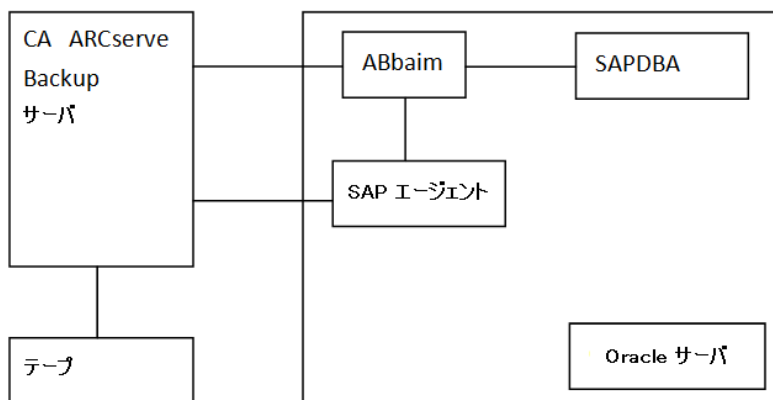 CA ARCserve
Backup
サーバ
ABbaim
SAPDBA
SAP エージェント
テープ
Oracle サーバ